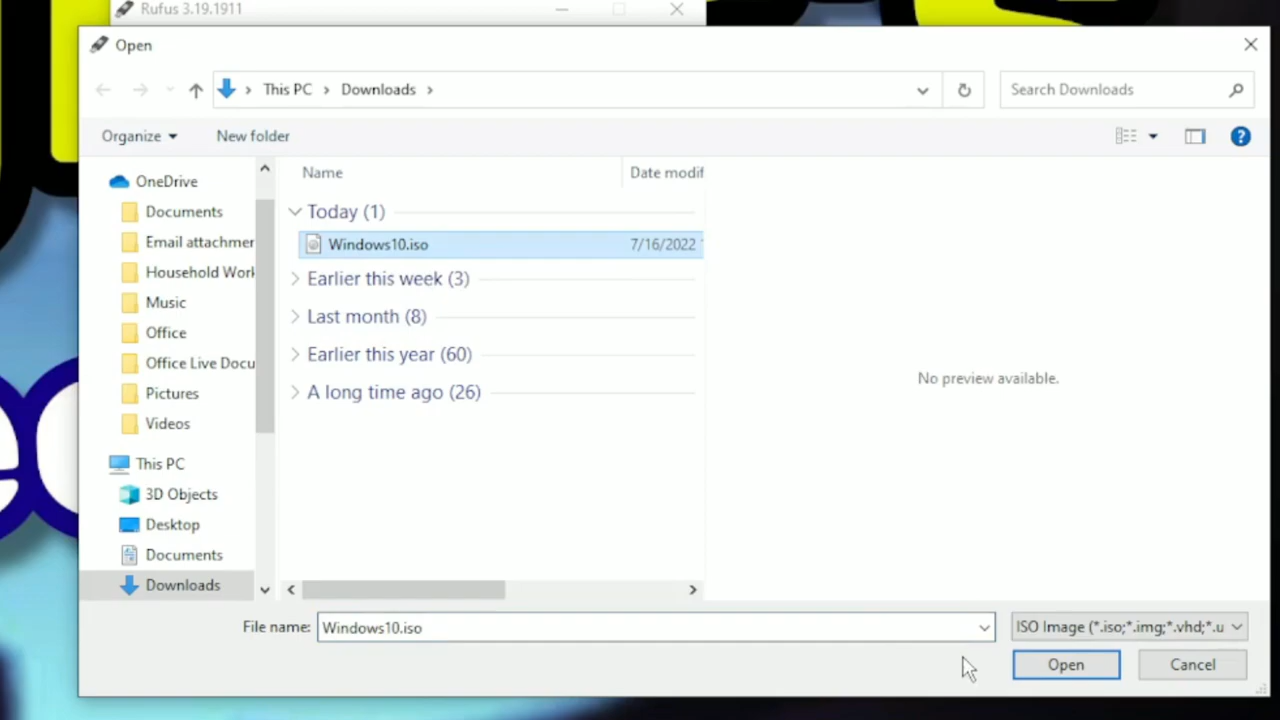 Rufus 3.19.1911
Open
This PC > Downloads >
Search Downloads
Organize
New folder
OneDrive
Documents
Email attachmer
Household Work
Music
Office
Office Live Docu
Pictures
Videos
This PC
3D Objects
Desktop
Documents
Downloads
Name
Date modif
Today (1)
Windows10.iso
7/16/2022
Earlier this week (3)
Last month (8)
Earlier this year (60)
A long time ago (26)
No preview available.
File name:
Windows10.iso
ISO Image (*.iso;*.img;*.vhd;*.u
Open
Cancel